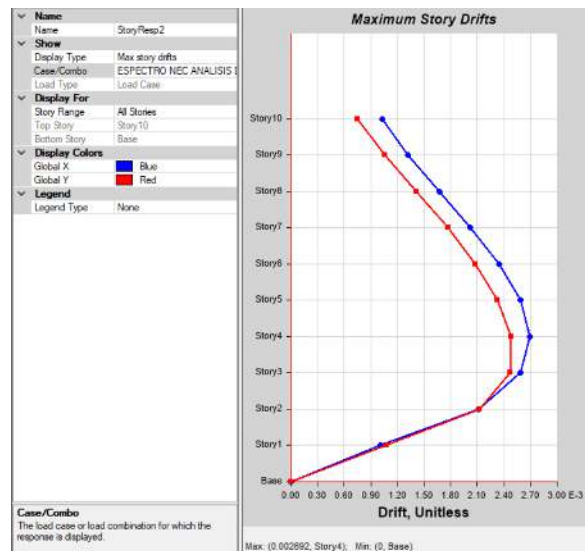 Name
Name StoryResp2
Show
Display Type Max story drifts
Case/Combo ESPECTRO NEC ANALISIS
Load Type Load Case
Display For
Story Range All Stories
Top Story Story10
Bottom Story Base
Display Colors
Global X Blue
Global Y Red
Legend
Legend Type None
Case/Combo
The load case or load combination for which the
response is displayed.
Maximum Story Drifts
Story10
Story9
Story8
Story7
Story6
Story5
Story4
Story3
Story2
Story1
Base
0.00 0.30 0.60 0.90 1.20 1.50 1.80 2.10 2.40 2.70 3.00 E-3
Drift, Unitless
Max: (0.002692, Story4); Min: (0, Base)